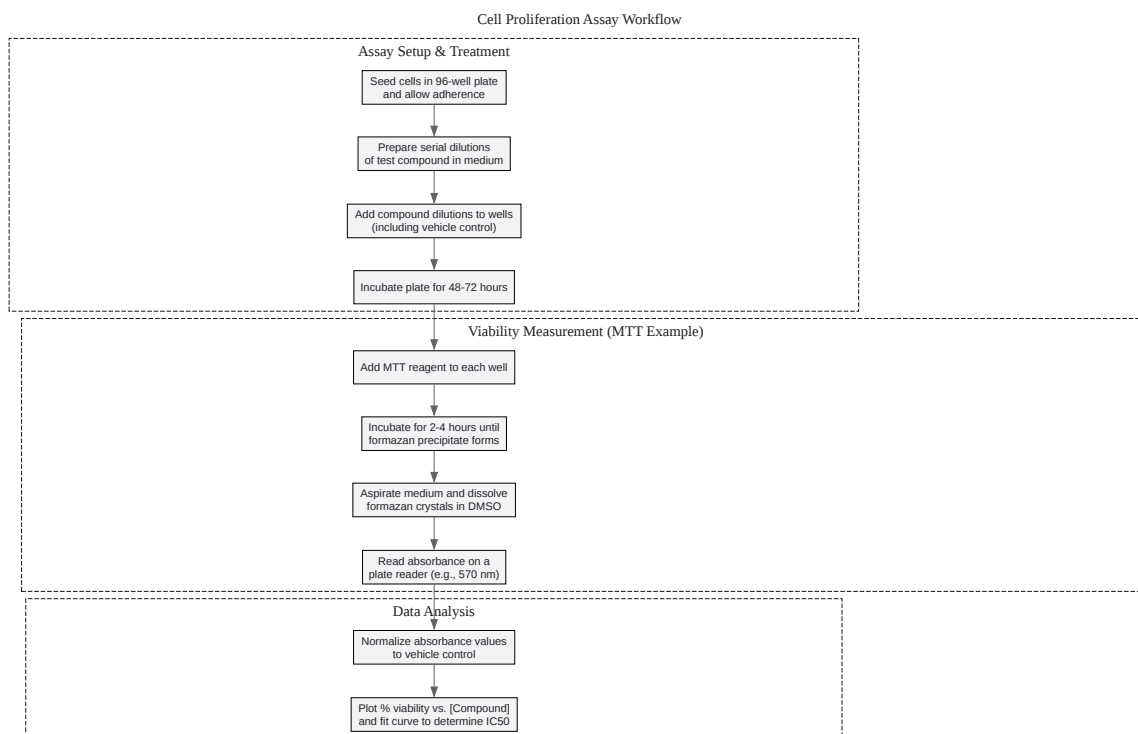 Cell Proliferation Assay Workflow
Assay Setup & Treatment
Seed cells in 96-well plate
and allow adherence
Prepare serial dilutions
of test compound in medium
Add compound dilutions to wells
(including vehicle control)
Incubate plate for 48-72 hours
Viability Measurement (MTT Example)
Add MTT reagent to each well
Incubate for 2-4 hours until
formazan precipitate forms
Aspirate medium and dissolve
formazan crystals in DMSO
Read absorbance on a
plate reader (e.g., 570 nm)
Data Analysis
Normalize absorbance values
to vehicle control
Plot % viability vs. [Compound]
and fit curve to determine IC50